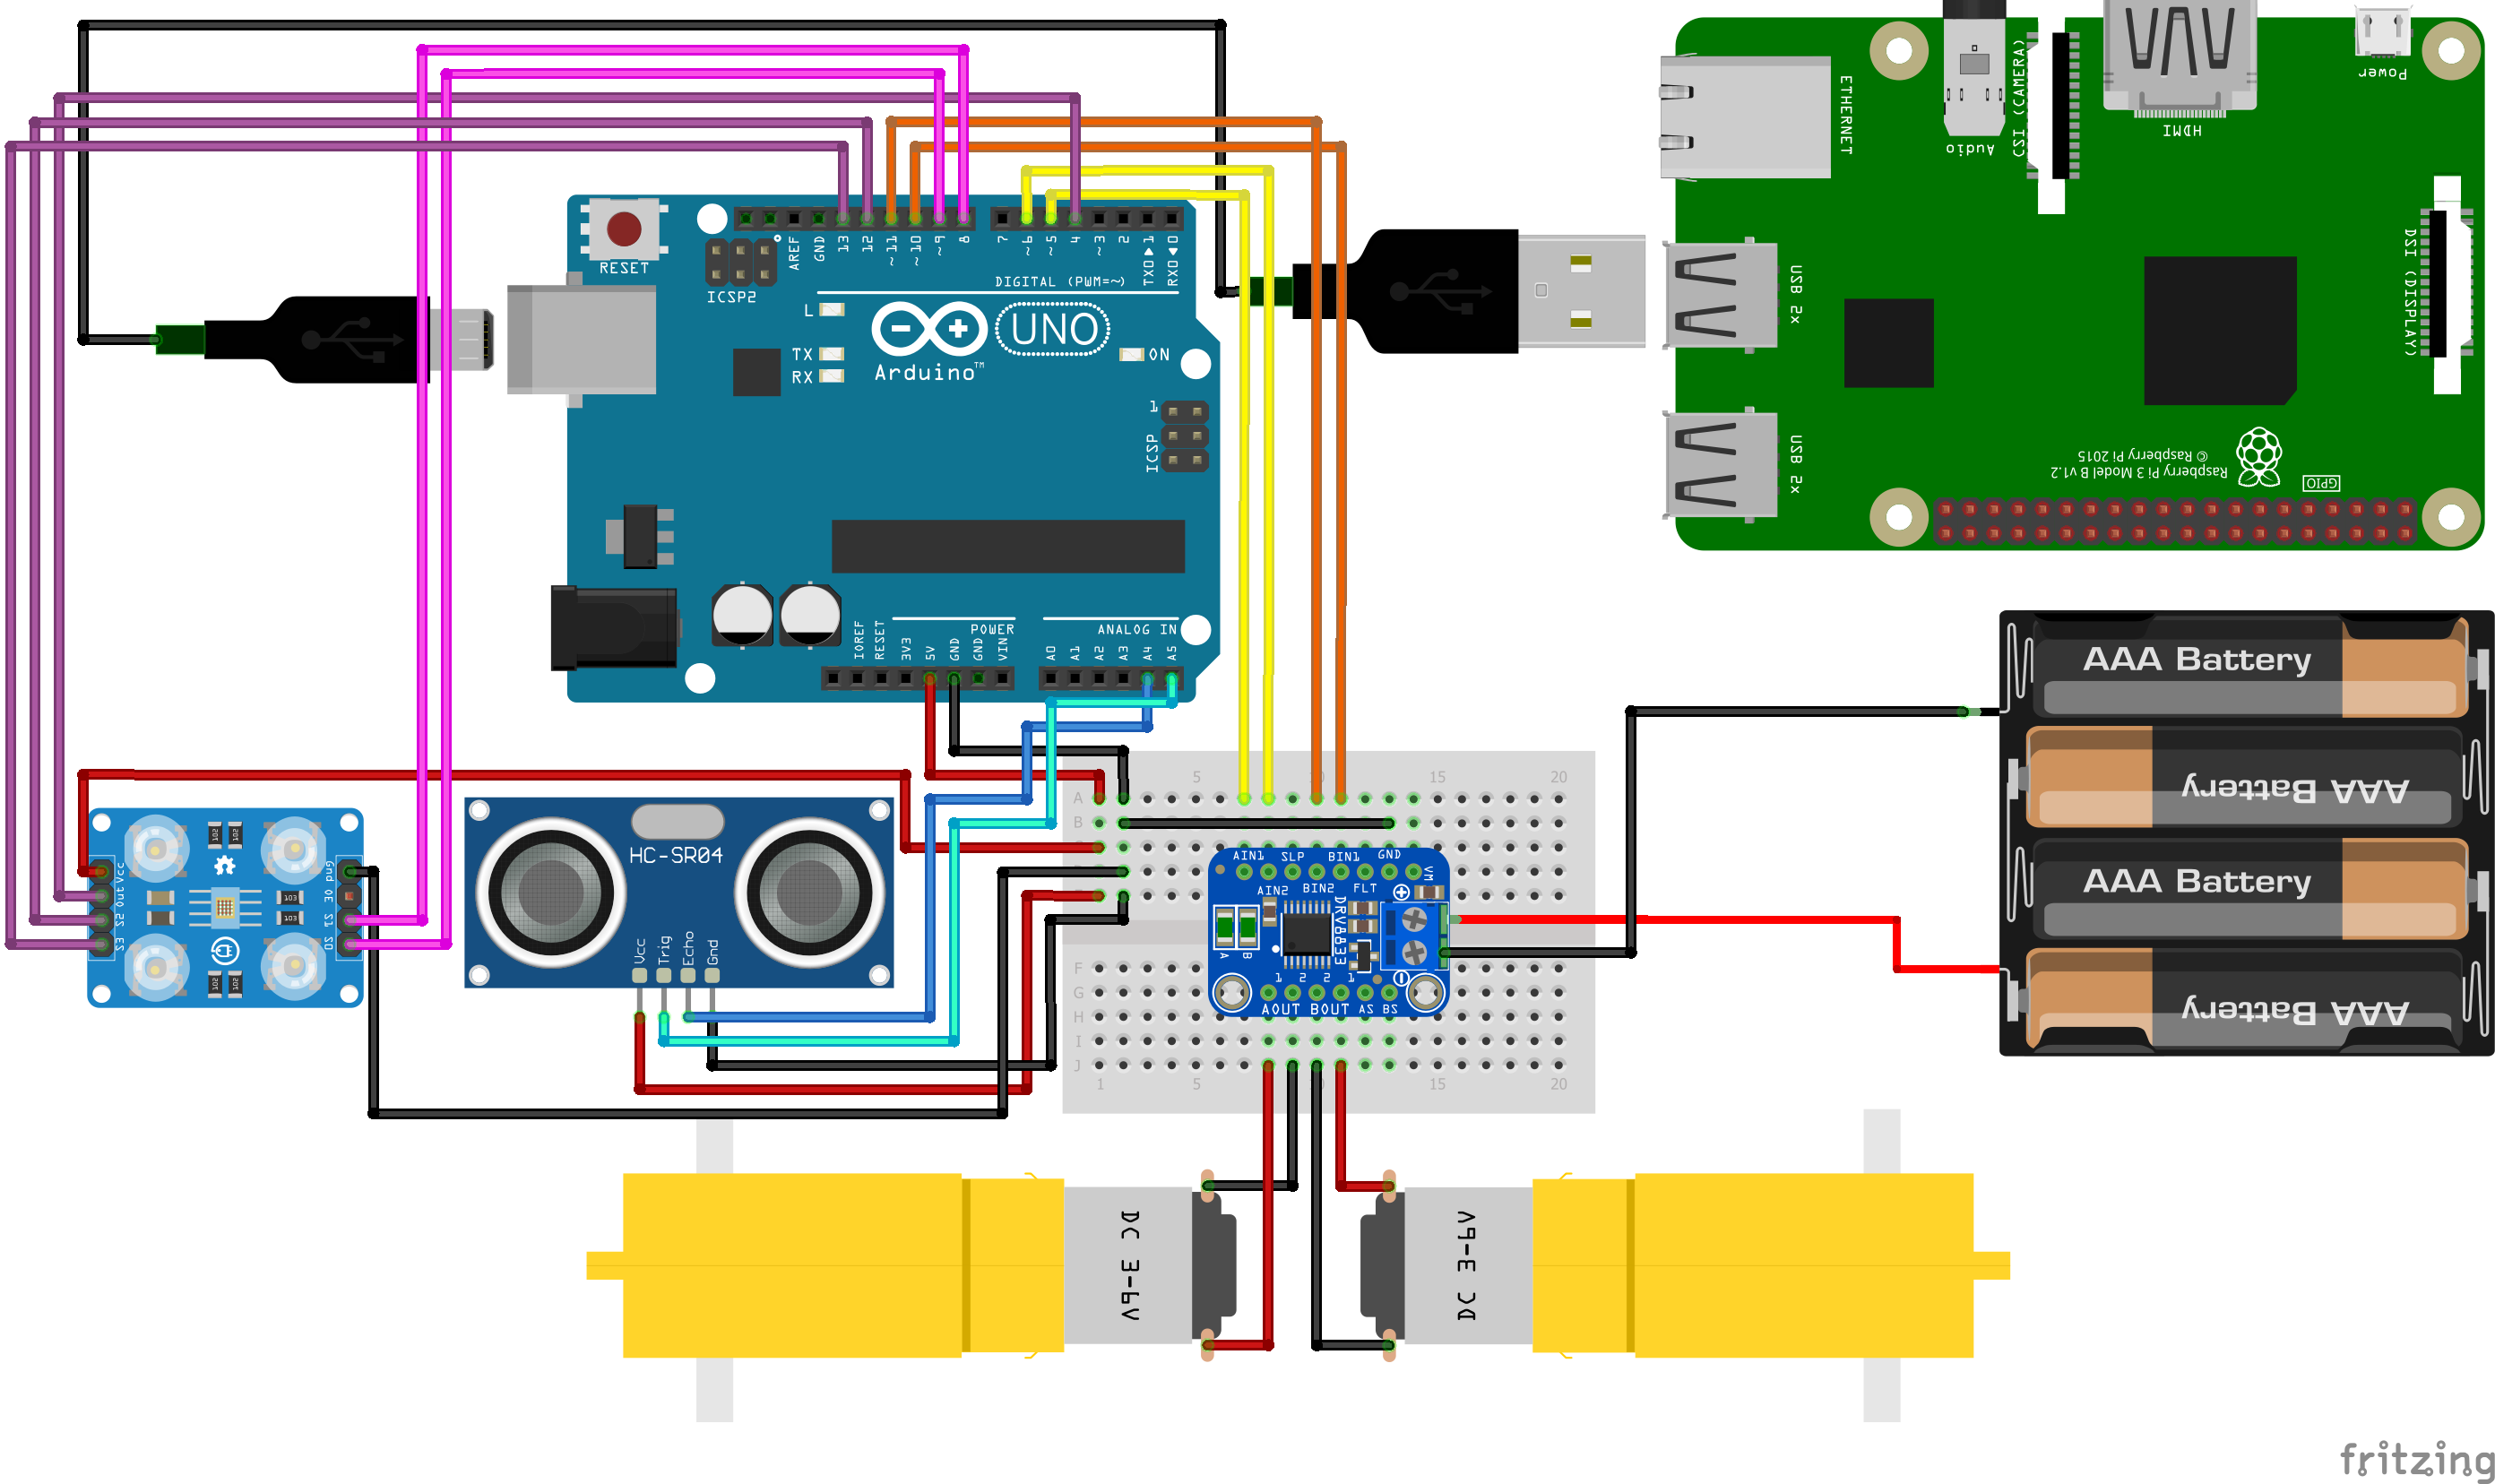 ETHERNET
Audio
CSI (CAMERA)
HDMI
Power
USB 2x
USB 2x
DSI (DISPLAY)
© Raspberry Pi 2015
Raspberry Pi 3 Model B v1.2
GPIO
RESET
ICSP2
AREF
GND
13
12
~11
~10
~9
8
7
~6
~5
4
~3
2
TX0▶1
RX0◀0
DIGITAL (PWM=~)
L
TX
RX
UNO
ON
Arduino™
1
ICSP
POWER
ANALOG IN
IOREF
RESET
3V3
5V
GND
GND
VIN
A0
A1
A2
A3
A4
A5
AAA Battery
AAA Battery
AAA Battery
AAA Battery
5
10
15
20
A
B
F
G
H
I
J
1
5
15
20
AIN1
SLP
BIN1
GND
VM
AIN2
BIN2
FLT
DRV8833
A
B
1
2
2
1
AOUT
BOUT
AS
BS
Vcc
Out
S2
S3
Gnd
OE
S1
S0
102
102
103
103
102
102
HC-SR04
Vcc
Trig
Echo
Gnd
DC 3-6V
DC 3-6V
fritzing